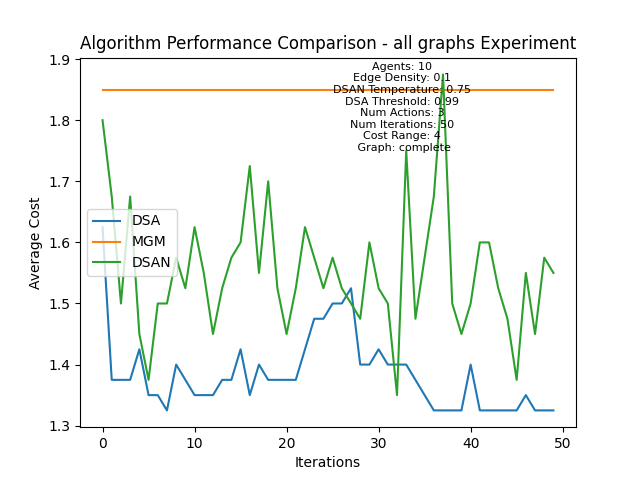 Algorithm Performance Comparison - all graphs Experiment
1.9
1.8
1.7
1.6
1.5
1.4
1.3
Average Cost
Agents: 10
Edge Density: 0.1
DSAN Temperature: 0.75
DSA Threshold: 0.99
Num Actions: 3
Num Iterations: 50
Cost Range: 4
Graph: complete
DSA
MGM
DSAN
0
10
20
30
40
50
Iterations